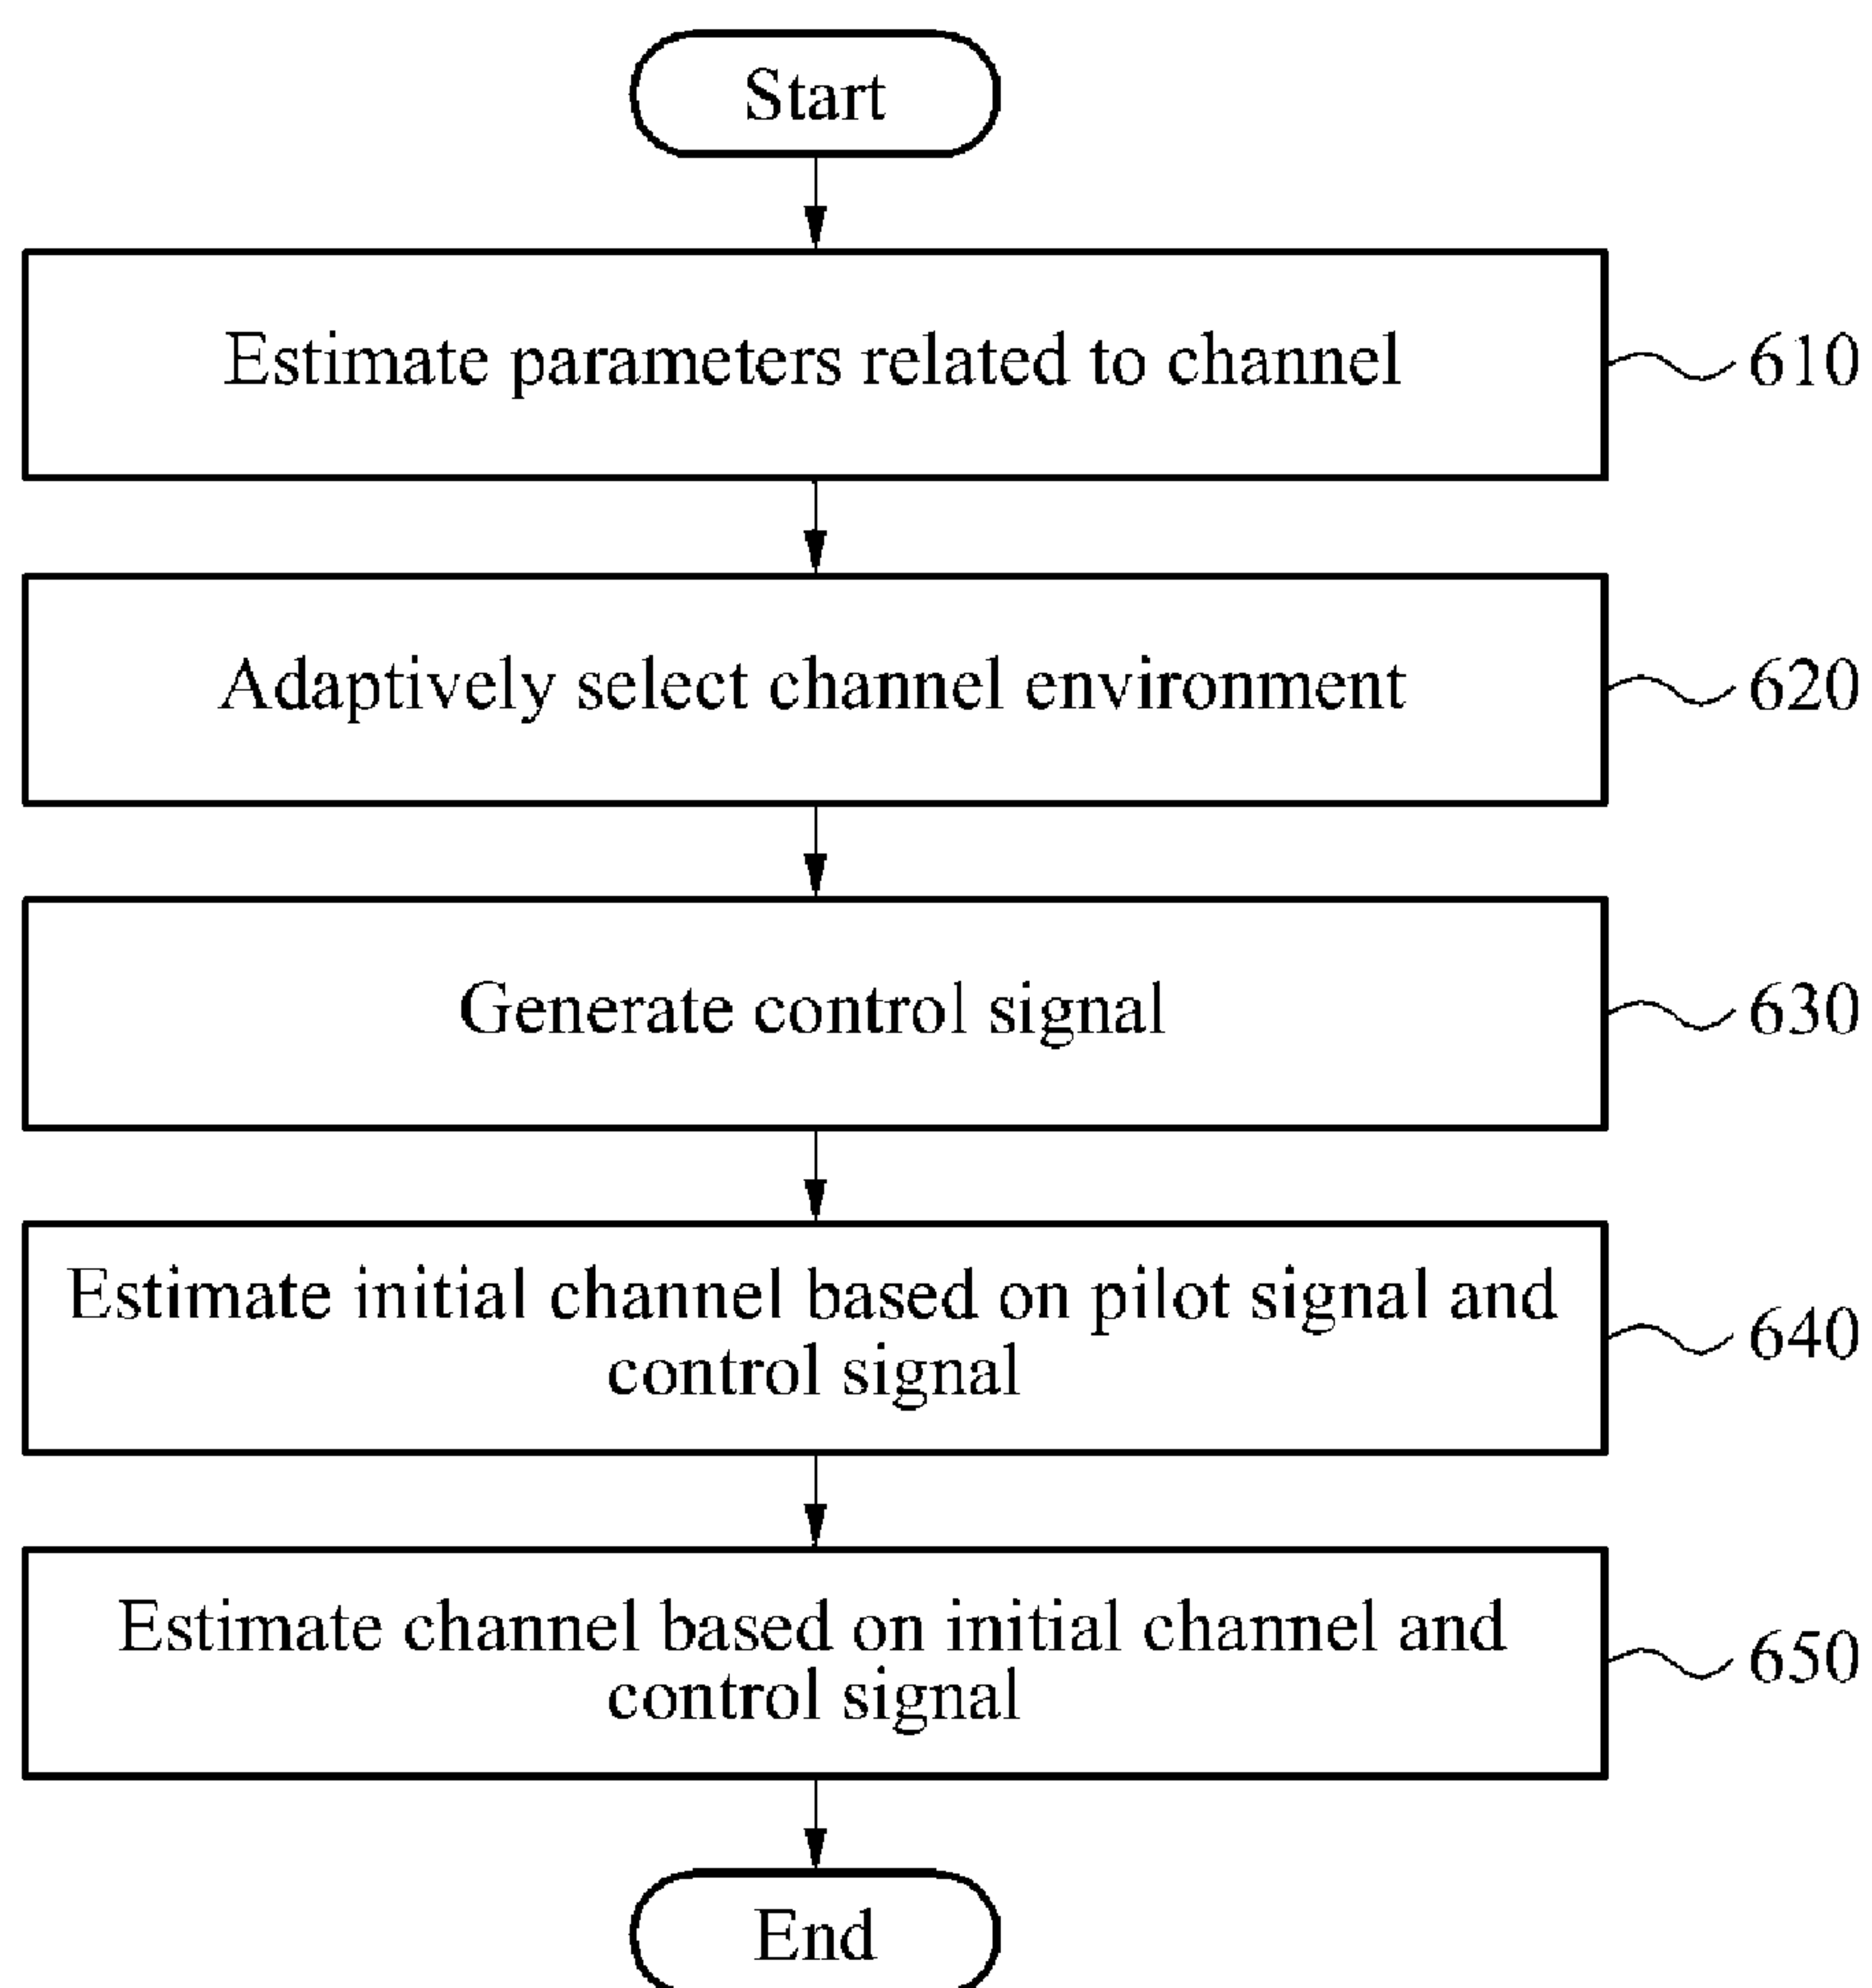 Start
Estimate parameters related to channel
610
Adaptively select channel environment
620
Generate control signal
630
Estimate initial channel based on pilot signal and
control signal
640
Estimate channel based on initial channel and
control signal
650
End